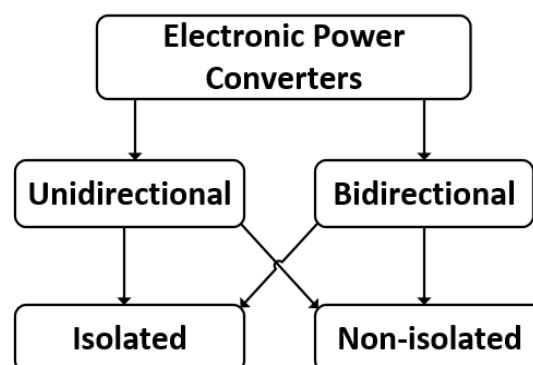 Electronic Power
Converters
Unidirectional
Bidirectional
Isolated
Non-isolated